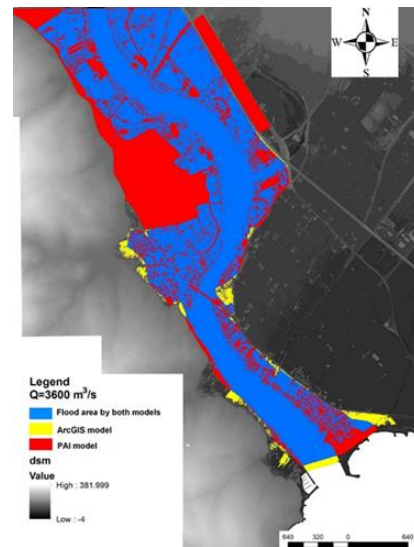 N
W E
S
Legend
Q=3600 m³/s
Flood area by both models
ArcGIS model
PAI model
dsm
Value
High : 381.999
Low : -4
640 320 0 640